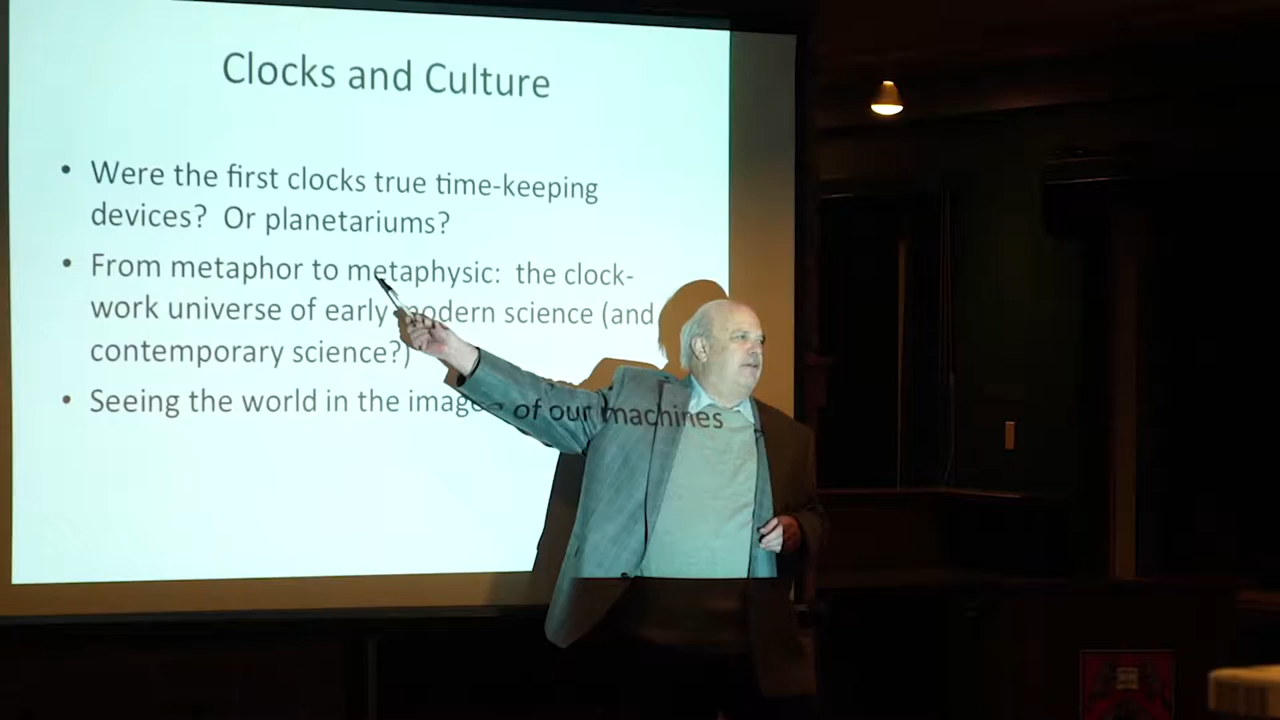 Clocks and Culture
• Were the first clocks true time-keeping
devices? Or planetariums?
• From metaphor to metaphysic: the clock-
work universe of early modern science (and
contemporary science?)
• Seeing the world in the image of our machines